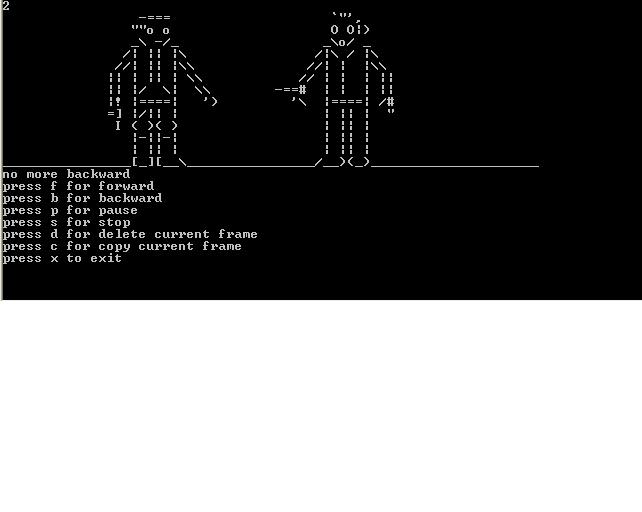 2
no more backward
press f for forward
press b for backward
press p for pause
press s for stop
press d for delete current frame
press c for copy current frame
press x to exit